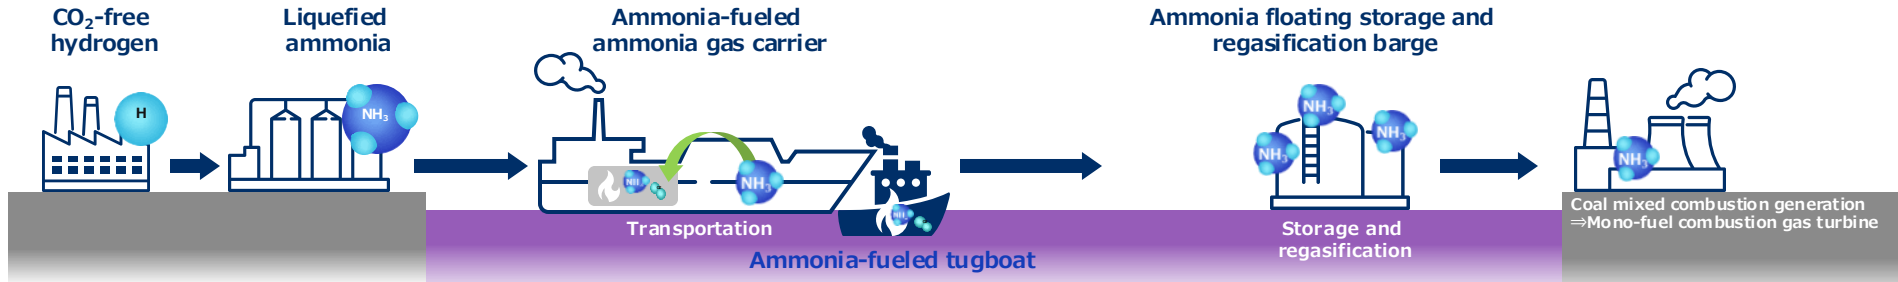 CO₂-free
hydrogen
Liquefied
ammonia
Ammonia-fueled
ammonia gas carrier
Ammonia floating storage and
regasification barge
H
NH₃
NH₃
NH₃
NH₃
NH₃
NH₃
NH₃
NH₃
Transportation
Ammonia-fueled tugboat
Storage and
regasification
Coal mixed combustion generation
⇒Mono-fuel combustion gas turbine